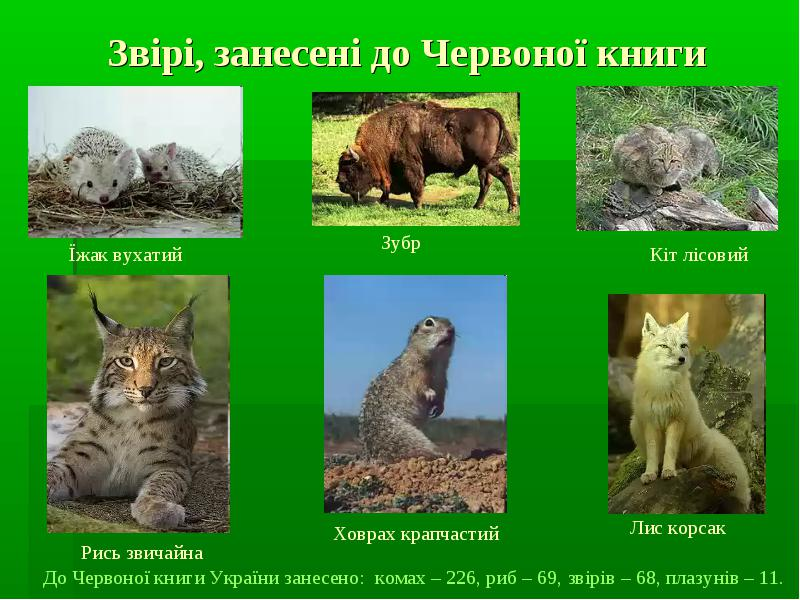 Звірі, занесені до Червоної книги
Їжак вухатий
Зубр
Кіт лісовий
Рись звичайна
Ховрах крапчастий
Лис корсак
До Червоної книги України занесено: комах – 226, риб – 69, звірів – 68, плазунів – 11.